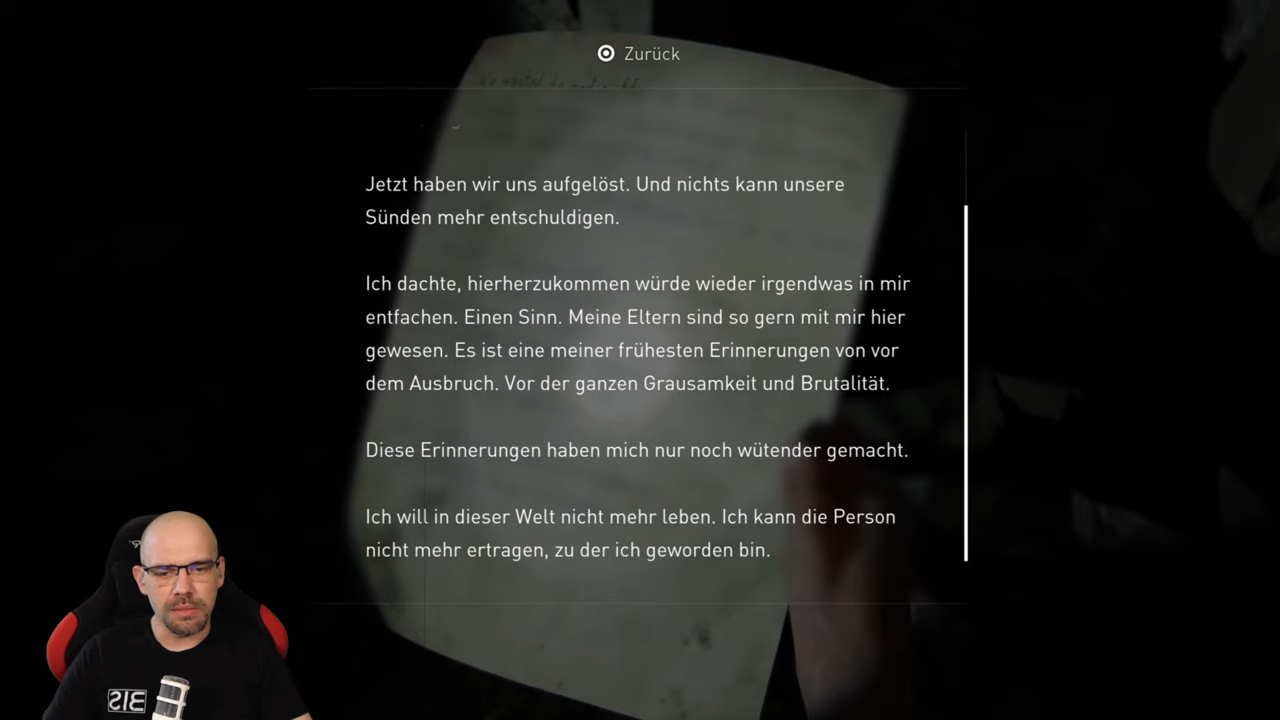 Zurück
Jetzt haben wir uns aufgelöst. Und nichts kann unsere
Sünden mehr entschuldigen.
Ich dachte, hierherzukommen würde wieder irgendwas in mir
entfachen. Einen Sinn. Meine Eltern sind so gern mit mir hier
gewesen. Es ist eine meiner frühesten Erinnerungen von vor
dem Ausbruch. Vor der ganzen Grausamkeit und Brutalität.
Diese Erinnerungen haben mich nur noch wütender gemacht.
Ich will in dieser Welt nicht mehr leben. Ich kann die Person
nicht mehr ertragen, zu der ich geworden bin.